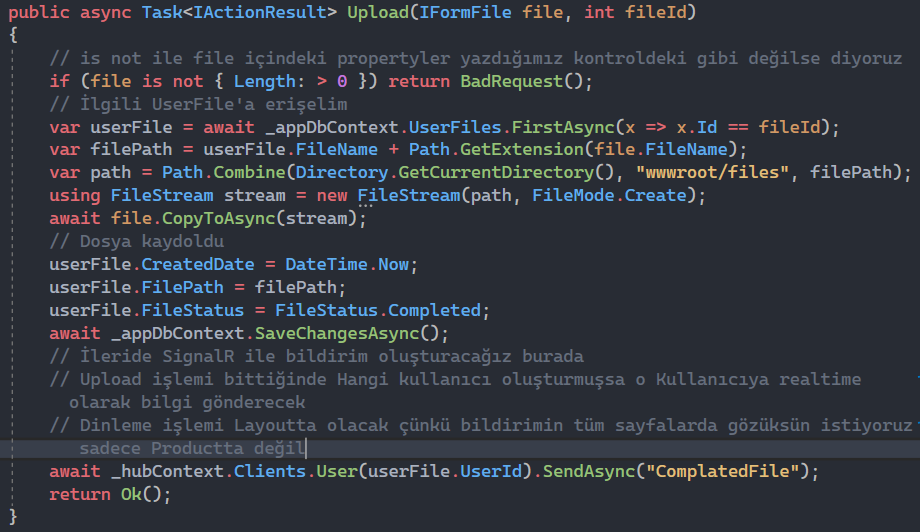 public async Task<IActionResult> Upload(IFormFile file, int fileId)
{
// is not ile file içindeki propertyler yazdığımız kontroldeki gibi değilse diyoruz
if (file is not { Length: > 0 }) return BadRequest();
// İlgili UserFile'a erişelim
var userFile = await _appDbContext.UserFiles.FirstAsync(x => x.Id == fileId);
var filePath = userFile.FileName + Path.GetExtension(file.FileName);
var path = Path.Combine(Directory.GetCurrentDirectory(), "wwwroot/files", filePath);
using FileStream stream = new FileStream(path, FileMode.Create);
await file.CopyToAsync(stream);
// Dosya kaydoldu
userFile.CreatedDate = DateTime.Now;
userFile.FilePath = filePath;
userFile.FileStatus = FileStatus.Completed;
await _appDbContext.SaveChangesAsync();
// İleride SignalR ile bildirim oluşturacağız burada
// Upload işlemi bittiğinde Hangi kullanıcı oluşturmuşsa o Kullanıcıya realtime
olarak bilgi gönderecek
// Dinleme işlemi Layoutta olacak çünkü bildirimin tüm sayfalarda gözüksün istiyoruz
sadece Productta değil
await _hubContext.Clients.User(userFile.UserId).SendAsync("ComplatedFile");
return Ok();
}